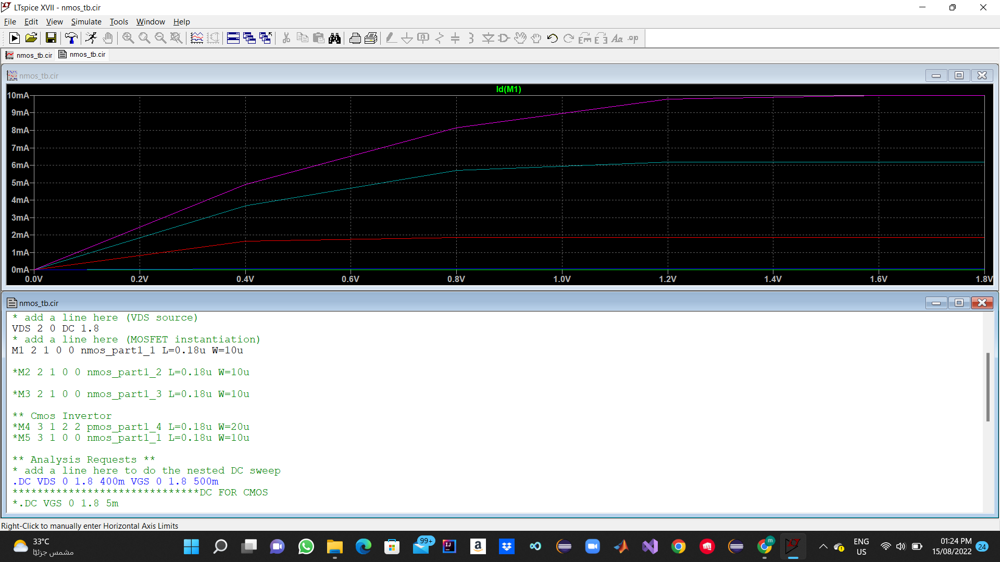 LTspice XVII - nmos_tb.cir
File Edit View Simulate Tools Window Help
nmos_tb.cir nmos_tb.cir
nmos_tb.cir
Id(M1)
10mA
9mA
8mA
7mA
6mA
5mA
4mA
3mA
2mA
1mA
0mA
0.0V 0.2V 0.4V 0.6V 0.8V 1.0V 1.2V 1.4V 1.6V 1.8V
nmos_tb.cir
* add a line here (VDS source)
VDS 2 0 DC 1.8
* add a line here (MOSFET instantiation)
M1 2 1 0 0 nmos_part1_1 L=0.18u W=10u
*M2 2 1 0 0 nmos_part1_2 L=0.18u W=10u
*M3 2 1 0 0 nmos_part1_3 L=0.18u W=10u
** Cmos Invertor
*M4 3 1 2 2 pmos_part1_4 L=0.18u W=20u
*M5 3 1 0 0 nmos_part1_1 L=0.18u W=10u
** Analysis Requests **
* add a line here to do the nested DC sweep
.DC VDS 0 1.8 400m VGS 0 1.8 500m
******************************DC FOR CMOS
*.DC VGS 0 1.8 5m
Right-Click to manually enter Horizontal Axis Limits
33°C
مشمس جزئيًا
99+
ENG
US
01:24 PM
15/08/2022
24